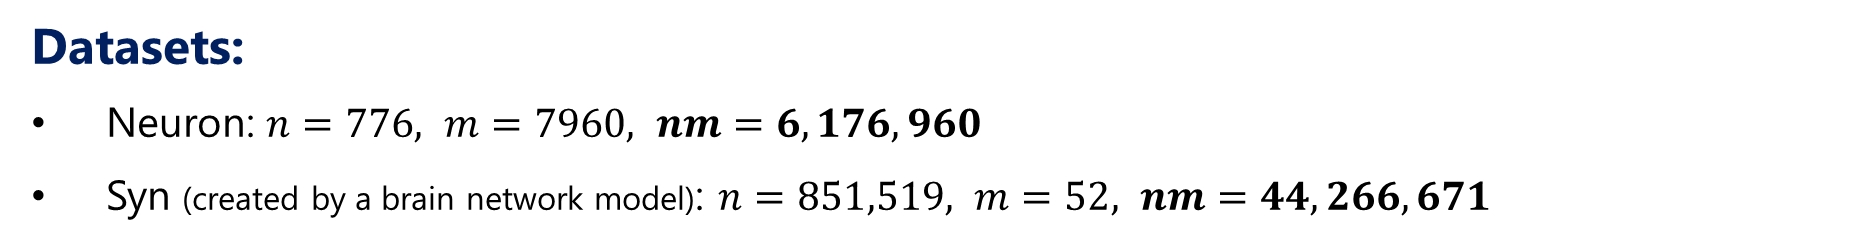 Datasets:
• Neuron: n = 776, m = 7960, nm = 6,176,960
• Syn (created by a brain network model): n = 851,519, m = 52, nm = 44,266,671